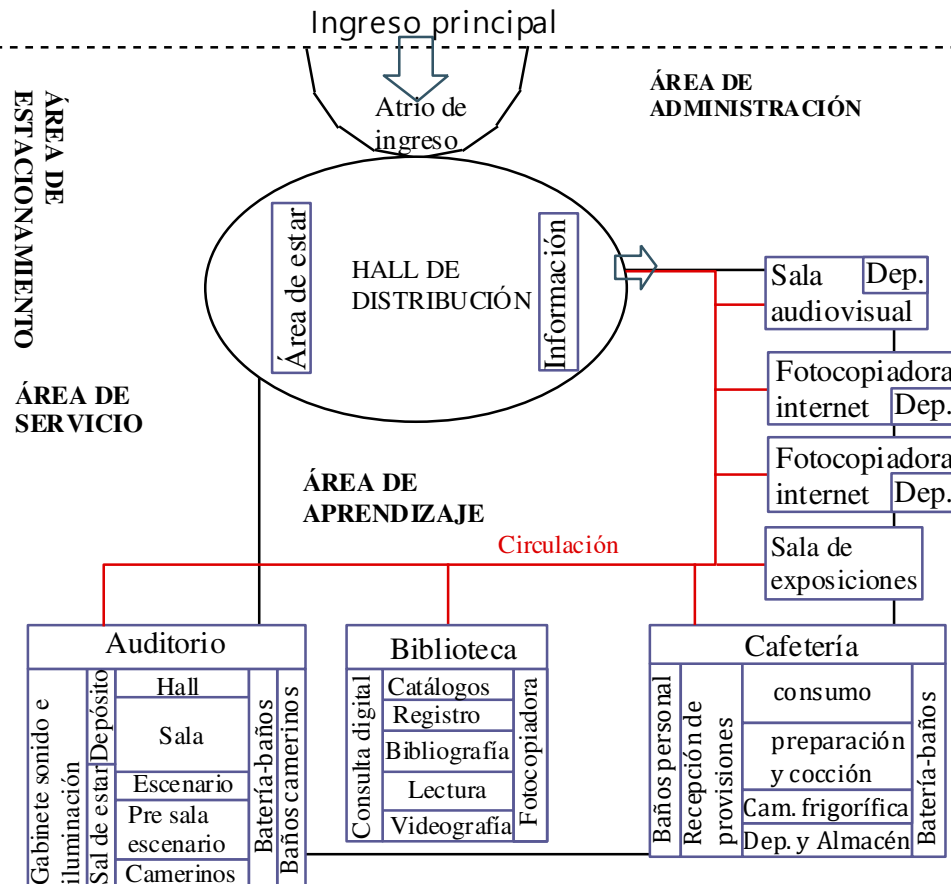 Ingreso principal
Atrio de
ingreso
ÁREA DE
ADMINISTRACIÓN
ÁREA DE
ESTACIONAMIENTO
Área de estar
HALL DE
DISTRIBUCIÓN
Información
Sala
audiovisual
Dep.
Fotocopiadora
internet
Dep.
Fotocopiadora
internet
Dep.
ÁREA DE
SERVICIO
ÁREA DE
APRENDIZAJE
Circulación
Sala de
exposiciones
Auditorio
Gabinete sonido e
iluminación
Depósito
Sal de estar
Hall
Sala
Escenario
Pre sala
escenario
Camerinos
Batería-baños
Baños camerinos
Biblioteca
Consulta digital
Catálogos
Registro
Bibliografía
Lectura
Videografía
Fotocopiadora
Cafetería
Baños personal
Recepción de
provisiones
consumo
preparación
y cocción
Cam. frigorífica
Dep. y Almacén
Batería-baños